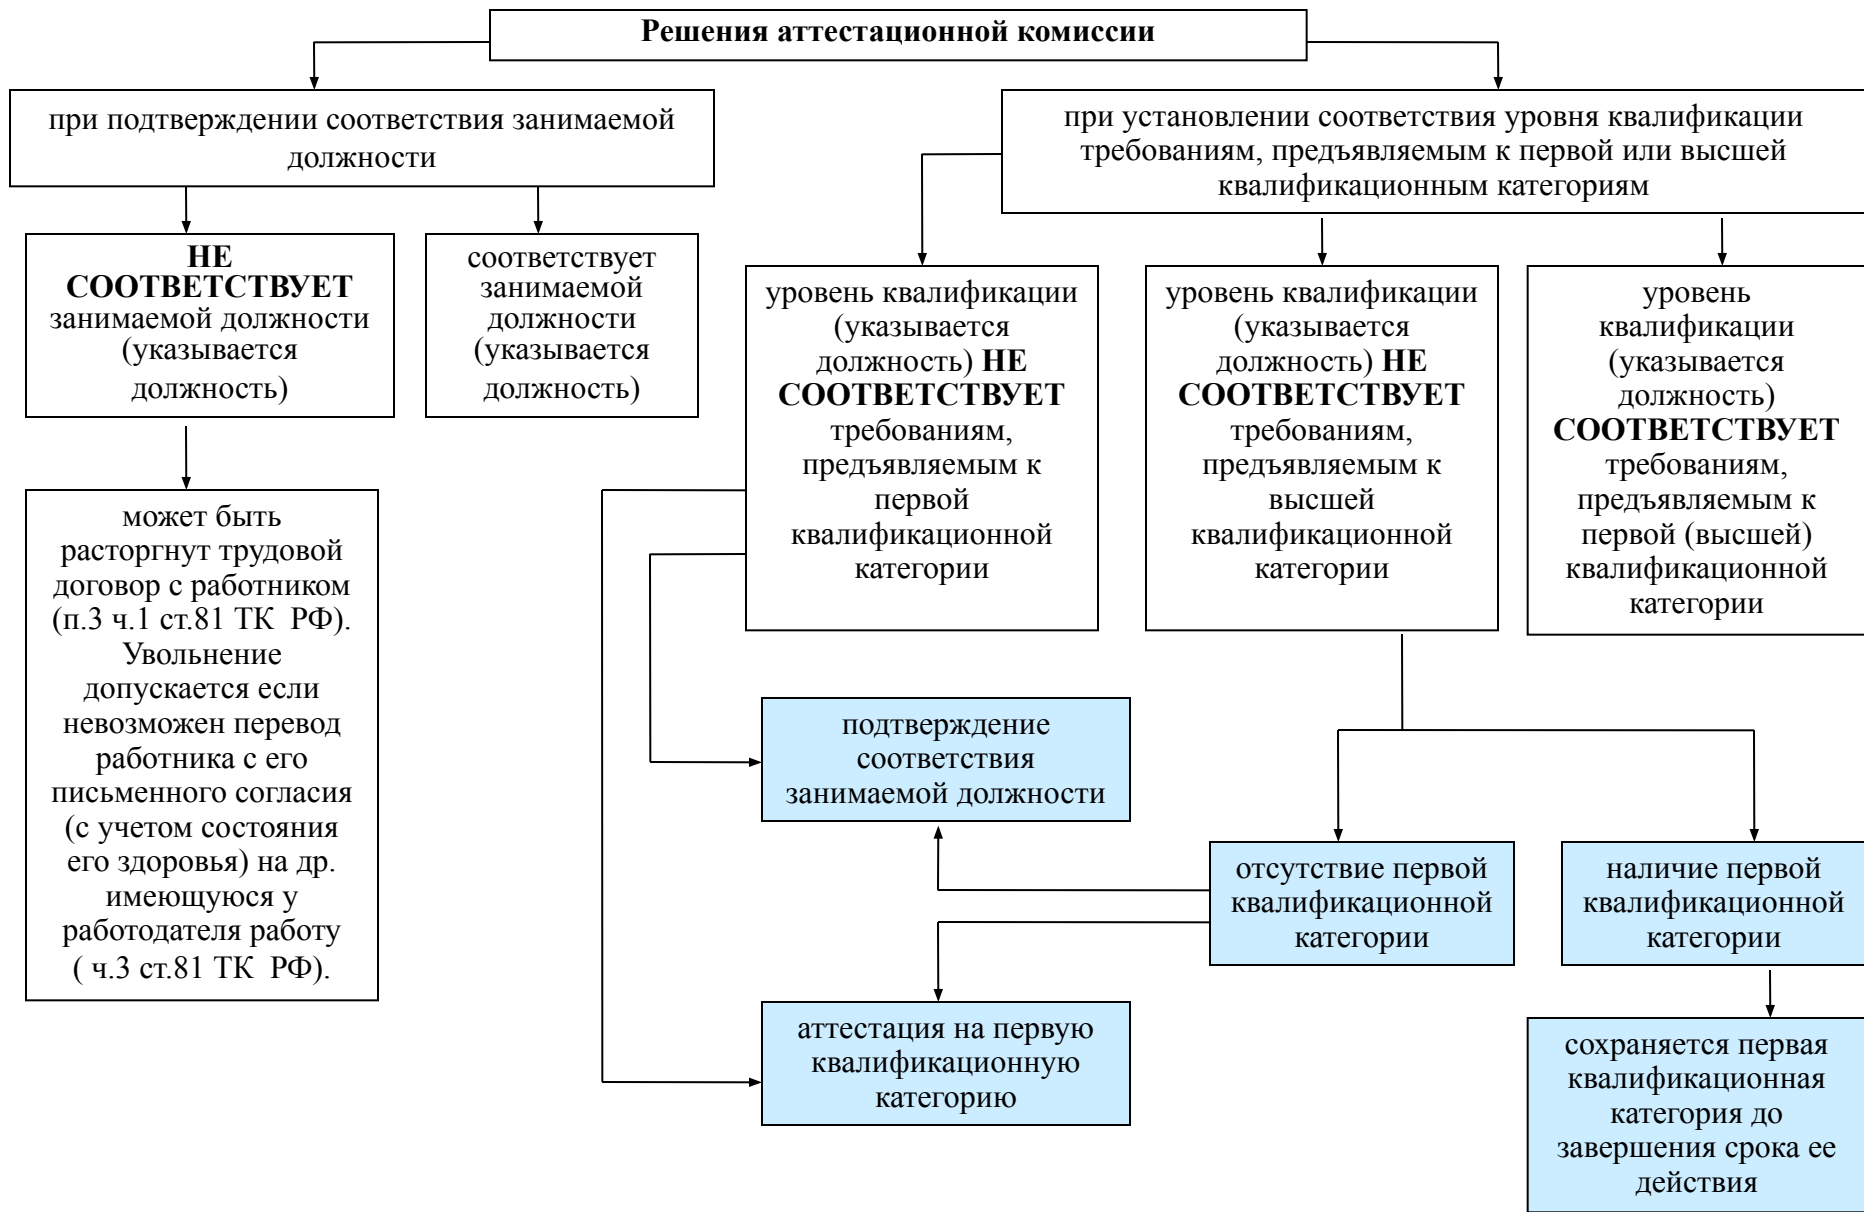 Решения аттестационной комиссии
при подтверждении соответствия занимаемой
должности
при установлении соответствия уровня квалификации
требованиям, предъявляемым к первой или высшей
квалификационным категориям
НЕ
СООТВЕТСТВУЕТ
занимаемой должности
(указывается
должность)
соответствует
занимаемой
должности
(указывается
должность)
уровень квалификации
(указывается
должность) НЕ
СООТВЕТСТВУЕТ
требованиям,
предъявляемым к
первой
квалификационной
категории
уровень квалификации
(указывается
должность) НЕ
СООТВЕТСТВУЕТ
требованиям,
предъявляемым к
высшей
квалификационной
категории
уровень
квалификации
(указывается
должность)
СООТВЕТСТВУЕТ
требованиям,
предъявляемым к
первой (высшей)
квалификационной
категории
может быть
расторгнут трудовой
договор с работником
(п.3 ч.1 ст.81 ТК  РФ).
Увольнение
допускается если
невозможен перевод
работника с его
письменного согласия
(с учетом состояния
его здоровья) на др.
имеющуюся у
работодателя работу
( ч.3 ст.81 ТК  РФ).
подтверждение
соответствия
занимаемой должности
отсутствие первой
квалификационной
категории
наличие первой
квалификационной
категории
аттестация на первую
квалификационную
категорию
сохраняется первая
квалификационная
категория до
завершения срока ее
действия